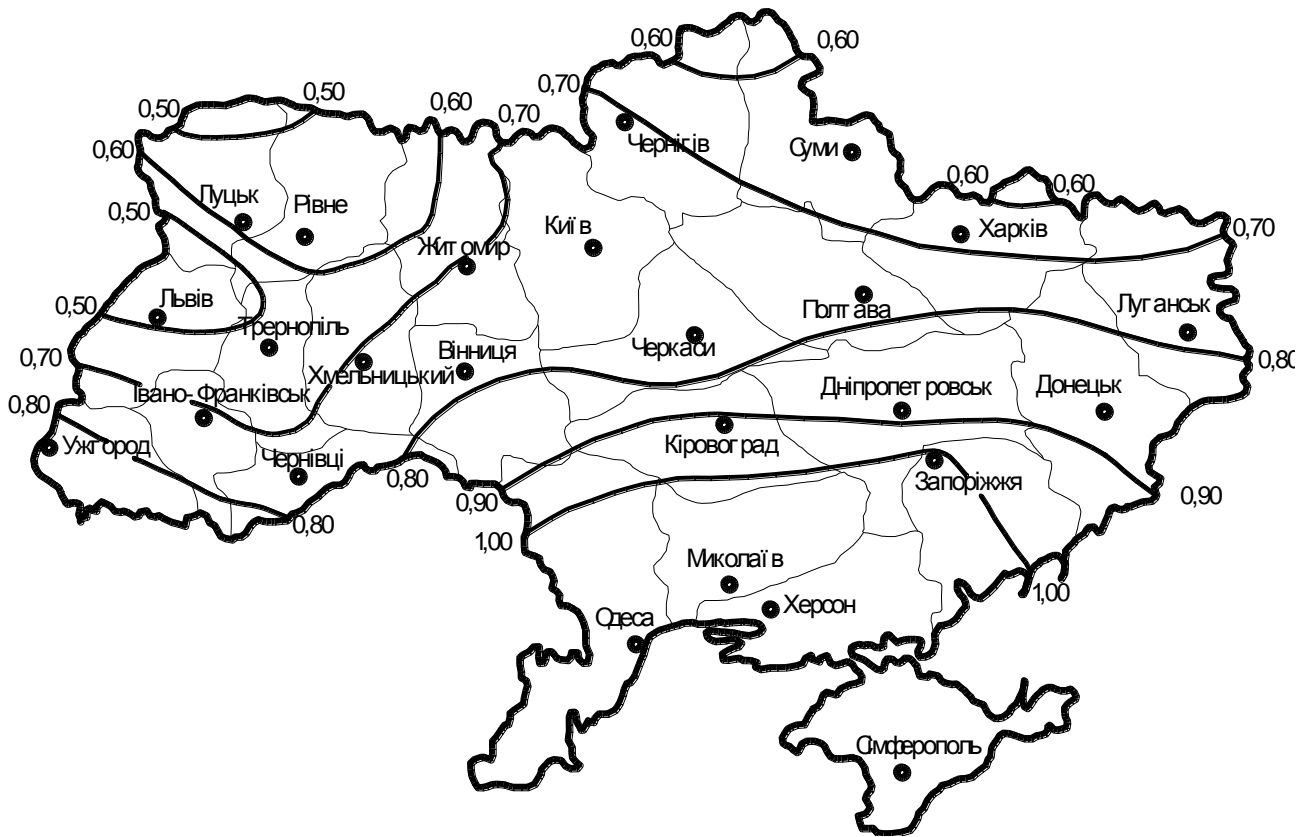 0,60
0,60
0,70
0,50
0,50
0,60
0,70
0,60
Чернігів
Суми
0,60
0,60
0,50
Луцьк
Рівне
Київ
Харків
0,70
Житомир
0,50
Львів
Трернопіль
Полтава
Луганськ
0,70
Хмельницький
Вінниця
Черкаси
0,80
Івано-Франківськ
Дніпропетровськ
Донецьк
0,80
Ужгород
Чернівці
Кіровоград
0,80
Запоріжжя
0,90
0,90
0,80
1,00
Миколаїв
1,00
Херсон
Одеса
Сімферополь